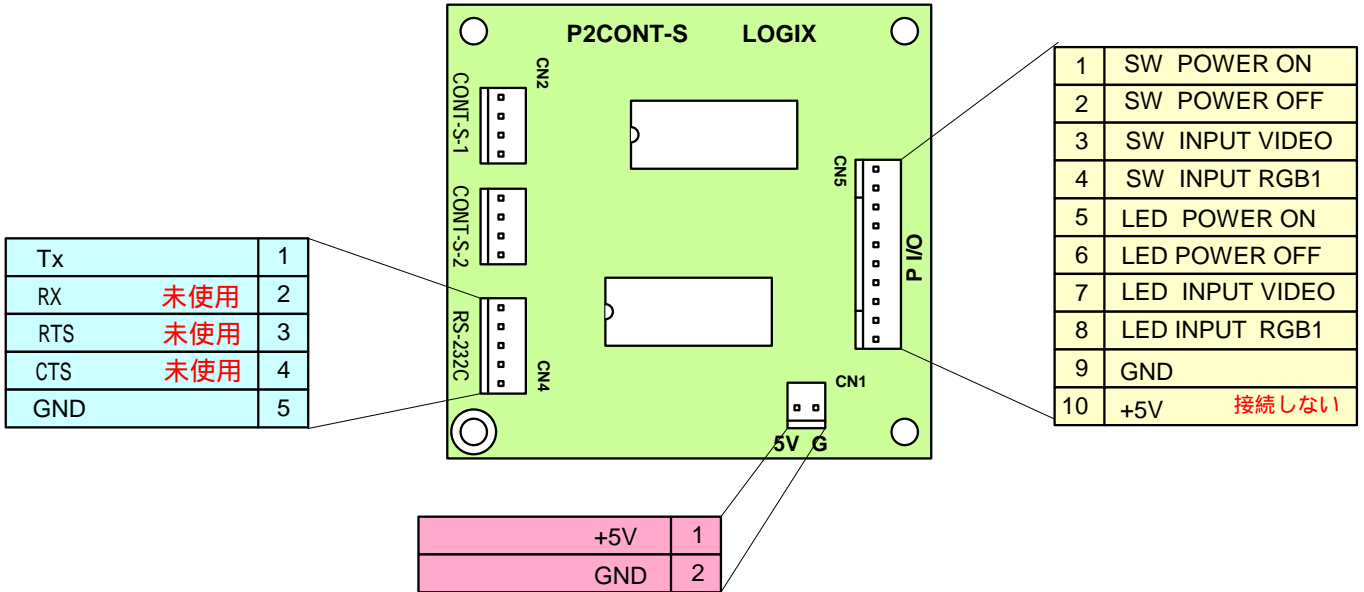 P2CONT-S LOGIX
CN2
CONT-S-1
CONT-S-2
RS-232C
CN4
CN5
P I/O
CN1
5V G
Tx 1
RX 未使用 2
RTS 未使用 3
CTS 未使用 4
GND 5
1 SW POWER ON
2 SW POWER OFF
3 SW INPUT VIDEO
4 SW INPUT RGB1
5 LED POWER ON
6 LED POWER OFF
7 LED INPUT VIDEO
8 LED INPUT RGB1
9 GND
10 +5V 接続しない
+5V 1
GND 2